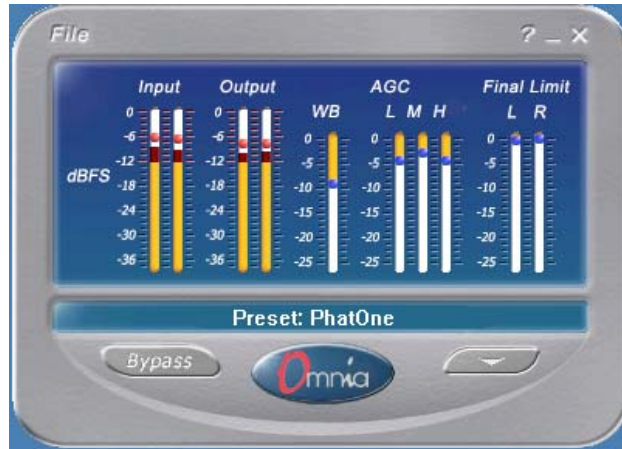 File ? _ X
Input Output AGC Final Limit
WB L M H L R
0 0 0 0 0
-6 -6 -5 -5 -5
-12 -12 -10 -10 -10
dBFS
-18 -18 -15 -15 -15
-24 -24 -20 -20 -20
-30 -30 -25 -25 -25
-36 -36
Preset: PhatOne
Bypass Omnia